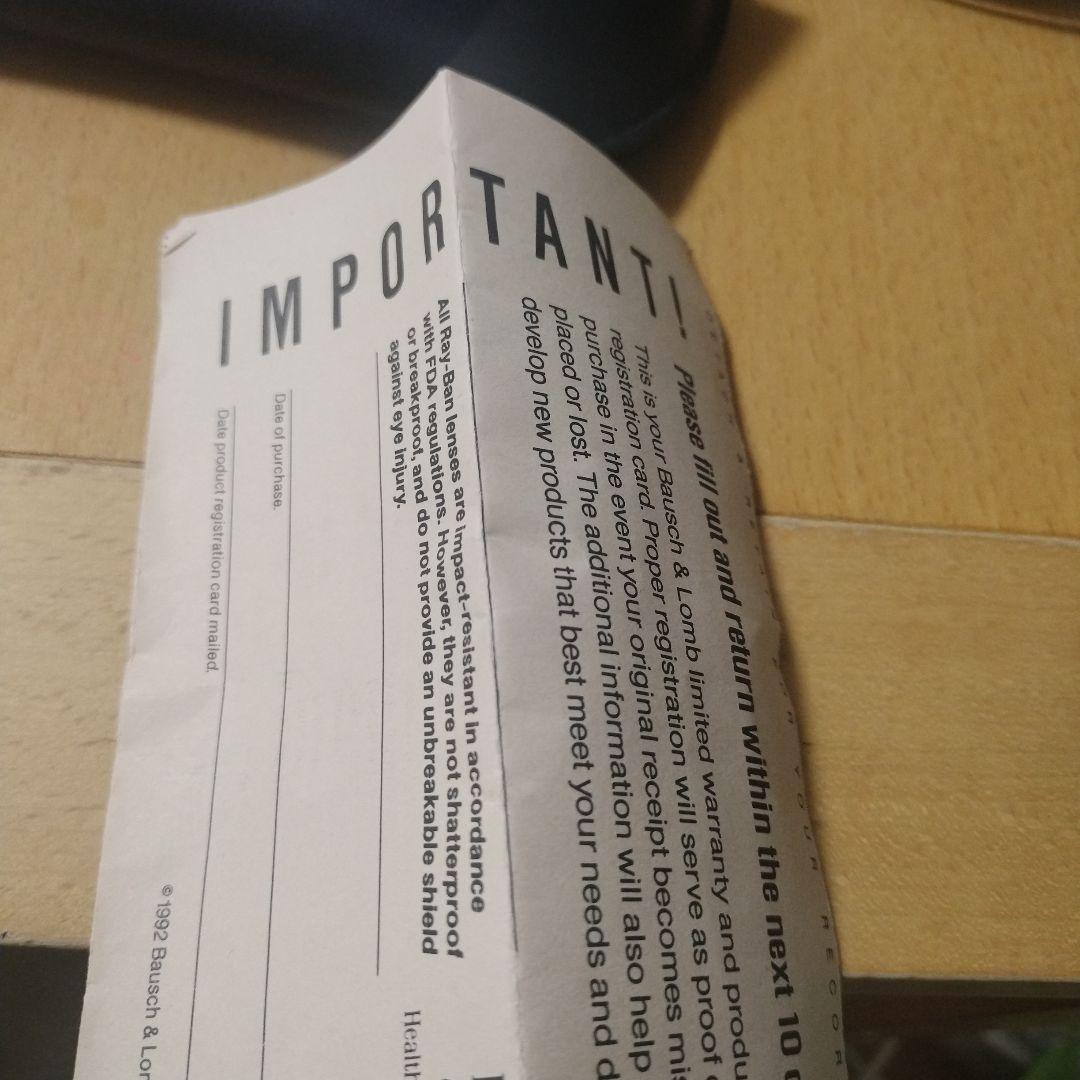 IMPORTANT!
Please fill out and return within the next 10
This is your Bausch & Lomb limited warranty and
registration card. Proper registration will serve as proof
purchase in the event your original receipt becomes
placed or lost. The additional information will also help
develop new products that best meet your needs and
All Ray-Ban lenses are impact-resistant in accordance
with FDA regulations. However, they are not shatterproof
or breakproof, and do not provide an unbreakable shield
against eye injury.
Date of purchase.
Date product registration card mailed.
©1992 Bausch &
YOUR